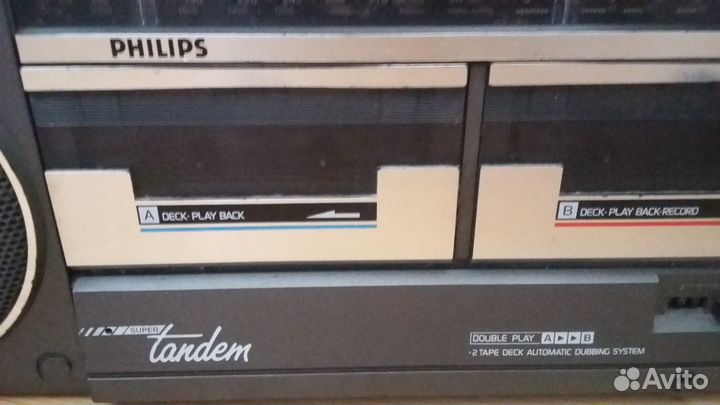 PHILIPS
A DECK·PLAY BACK
B DECK·PLAY BACK·RECORD
SUPER
tandem
DOUBLE PLAY A▶▶B
·2 TAPE DECK AUTOMATIC DUBBING SYSTEM
Avito